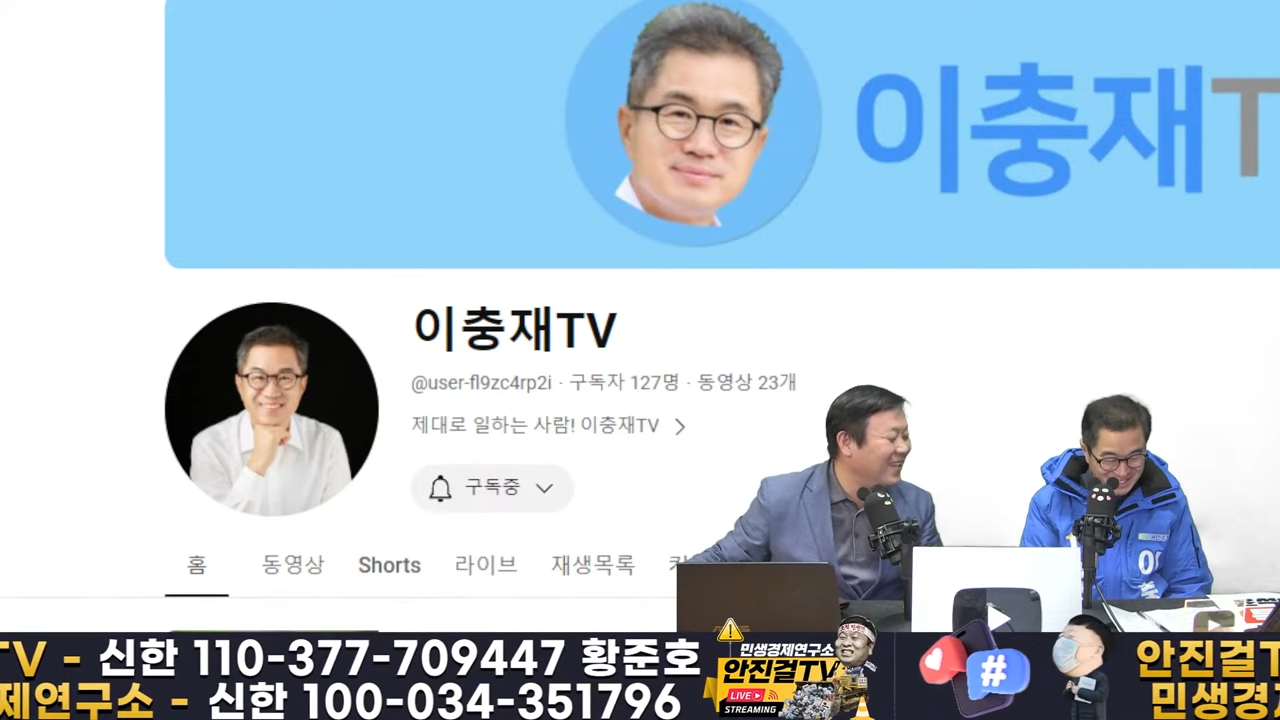 이충재T
이충재TV
@user-fl9zc4rp2i · 구독자 127명 · 동영상 23개
제대로 일하는 사람! 이충재TV
구독중
홈 동영상 Shorts 라이브 재생목록
TV - 신한 110-377-709447 황준호
제연구소 - 신한 100-034-351796
민생경제연구소
안진걸TV
LIVE
STREAMING
#
안진걸T
민생경